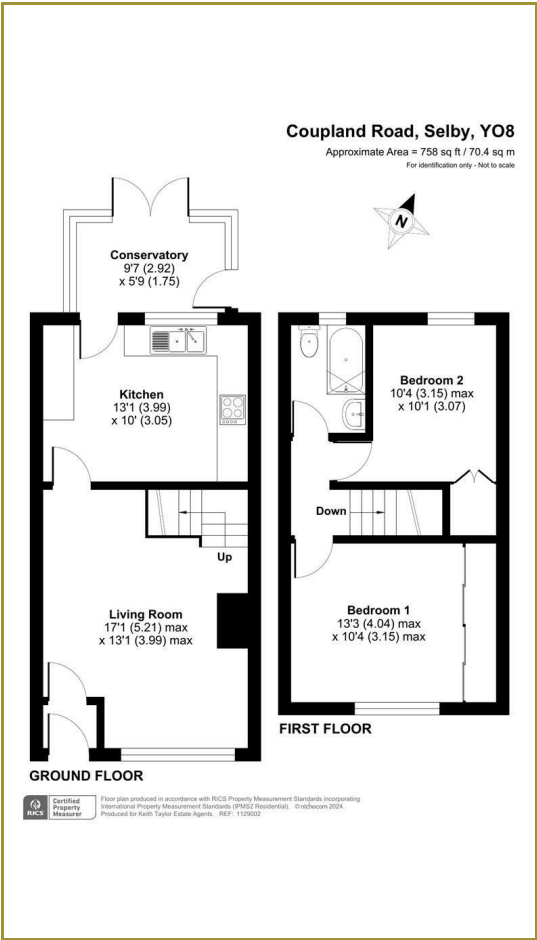 Coupland Road, Selby, YO8
Approximate Area = 758 sq ft / 70.4 sq m
For identification only - Not to scale
N
Conservatory
9'7 (2.92)
x 5'9 (1.75)
Kitchen
13'1 (3.99)
x 10' (3.05)
Up
Living Room
17'1 (5.21) max
x 13'1 (3.99) max
GROUND FLOOR
Bedroom 2
10'4 (3.15) max
x 10'1 (3.07)
Down
Bedroom 1
13'3 (4.04) max
x 10'4 (3.15) max
FIRST FLOOR
RICS
Certified
Property
Measurer
Floor plan produced in accordance with RICS Property Measurement Standards incorporating
International Property Measurement Standards (IPMS2 Residential). ©nichecom 2024.
Produced for Keith Taylor Estate Agents. REF: 1129002